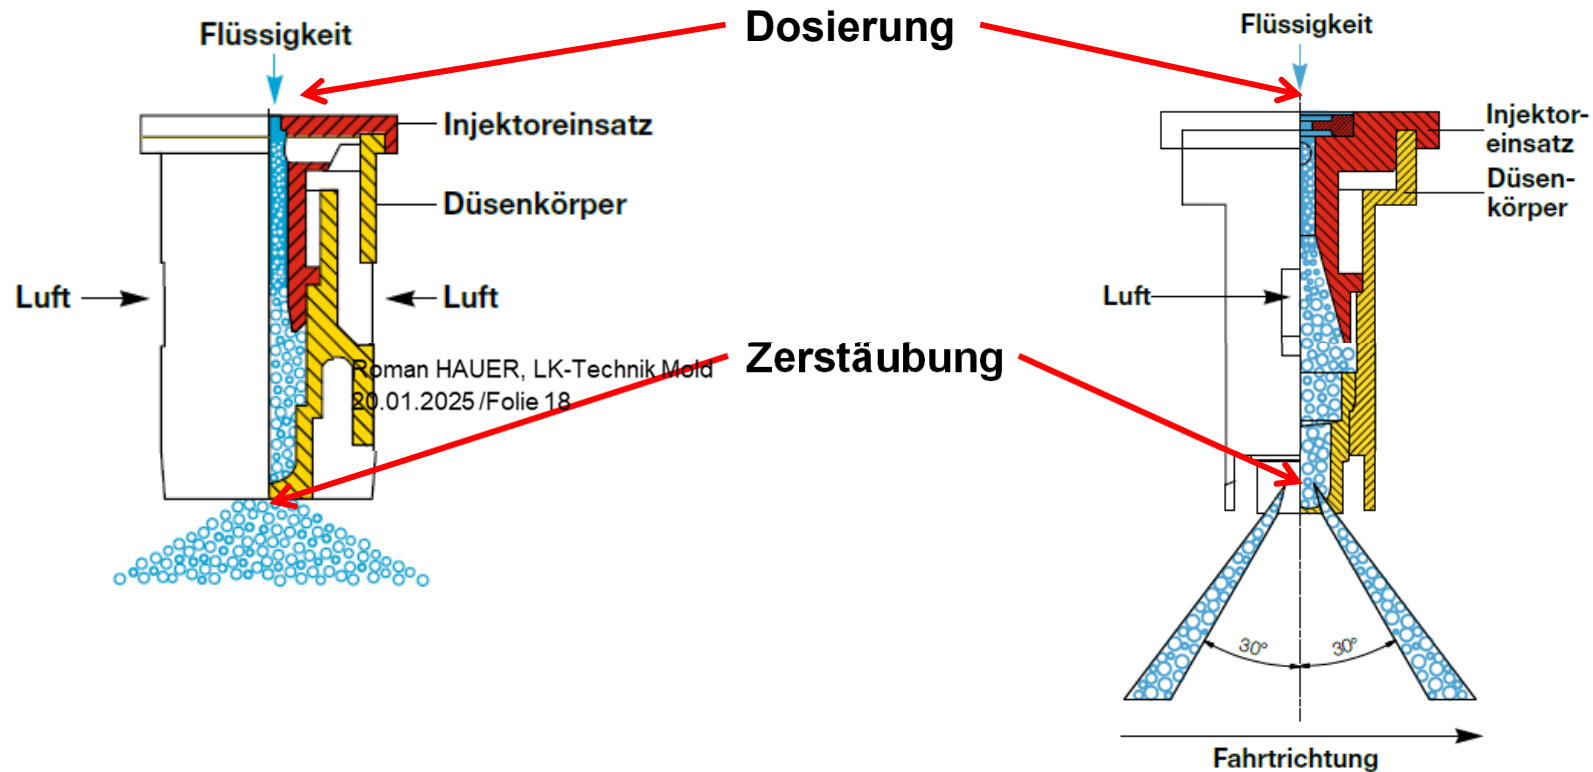 Dosierung
Flüssigkeit
Injektoreinsatz
Düsenkörper
Luft
Luft
Roman HAUER, LK-Technik Mold
20.01.2025 /Folie 18
Zerstäubung
Flüssigkeit
Injektor-
einsatz
Düsen-
körper
Luft
30°
30°
Fahrtrichtung